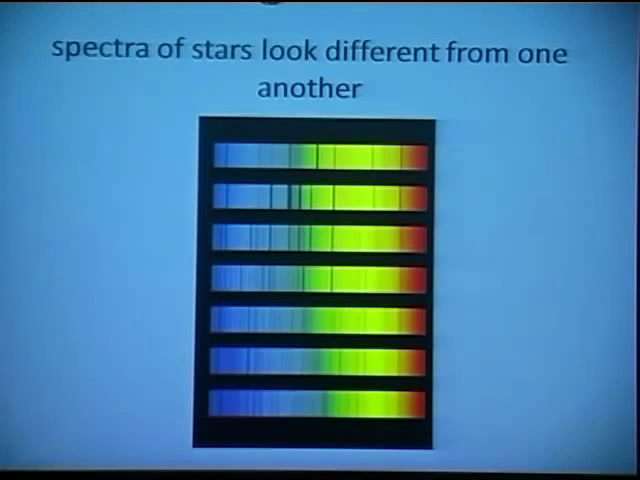 spectra of stars look different from one
another